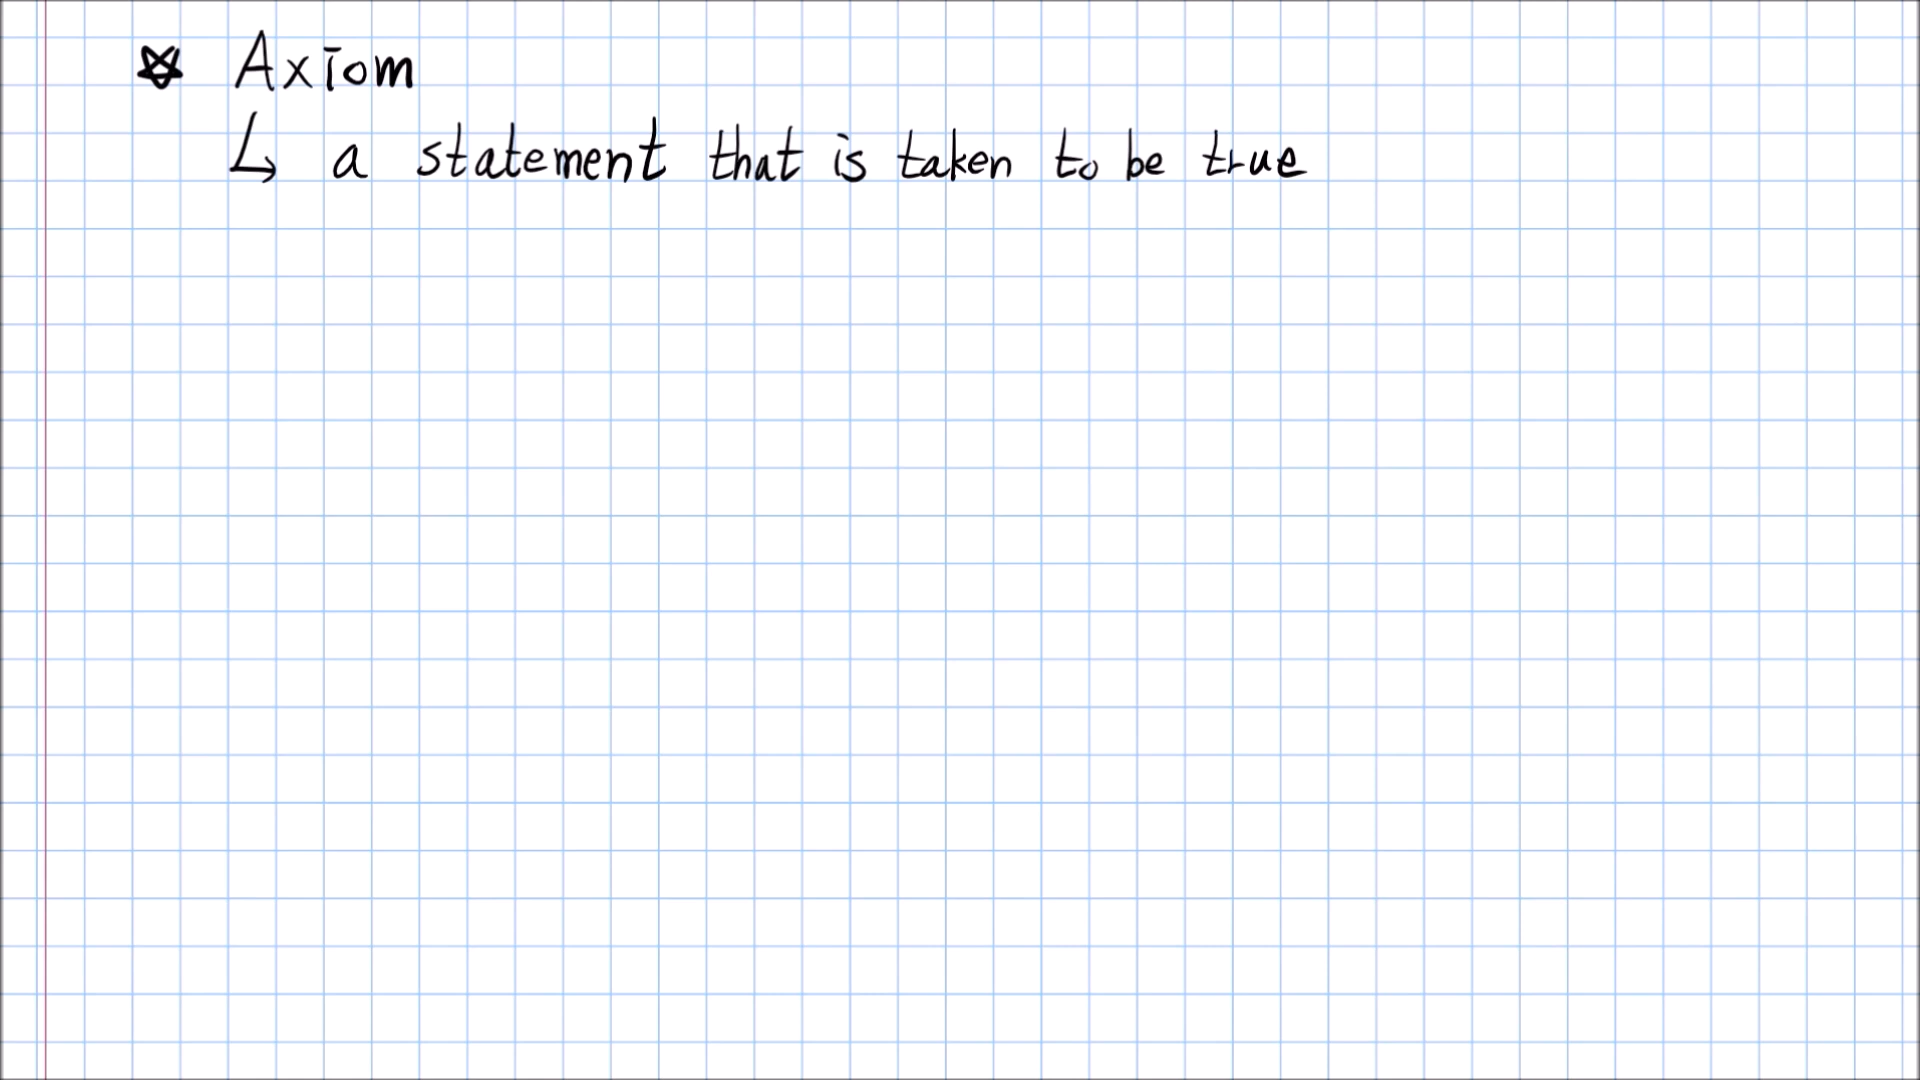 Axiom
↳ a statement that is taken to be true